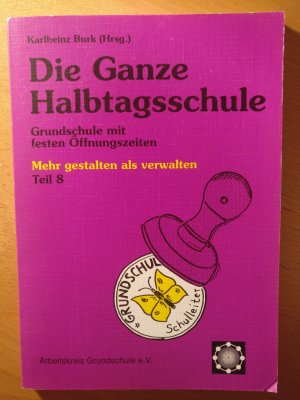 Karlheinz Burk (Hrsg.)
Die Ganze
Halbtagsschule
Grundschule mit
festen Öffnungszeiten
Mehr gestalten als verwalten
Teil 8
GRUNDSCHULE
Schulleiter
Arbeitskreis Grundschule e.V.